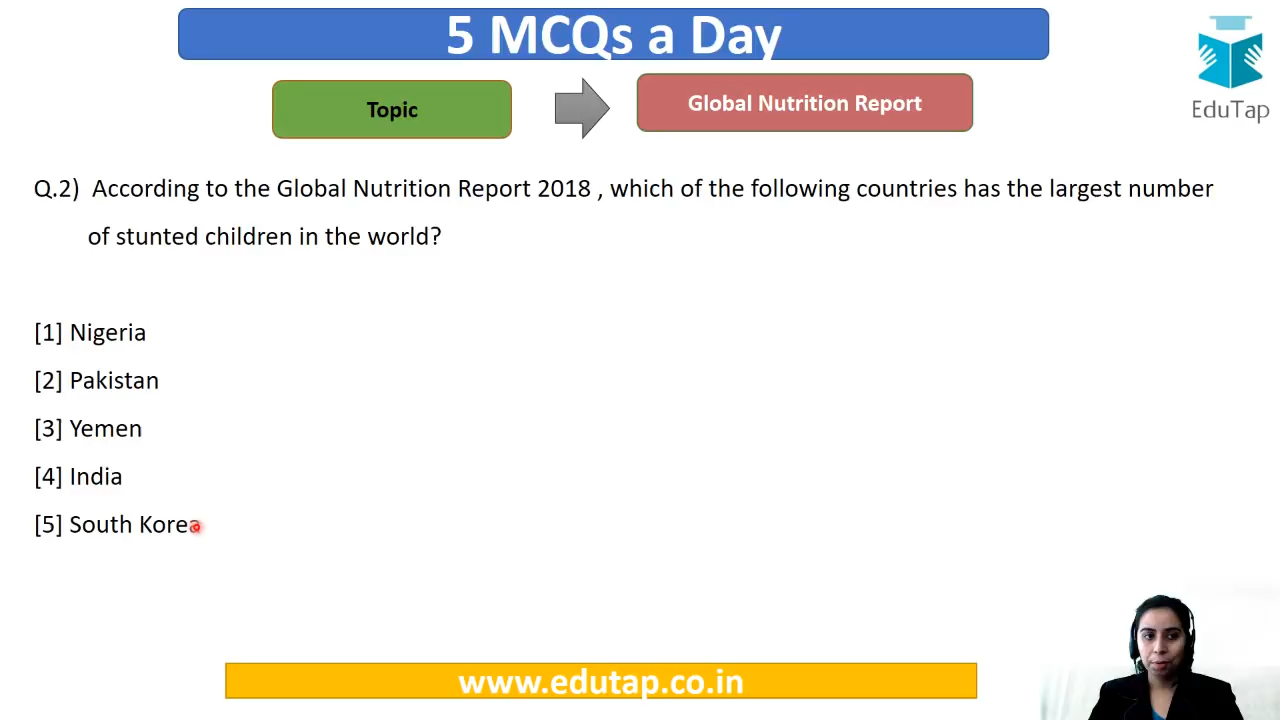 5 MCQs a Day
EduTap
Topic
Global Nutrition Report
Q.2) According to the Global Nutrition Report 2018 , which of the following countries has the largest number
of stunted children in the world?
[1] Nigeria
[2] Pakistan
[3] Yemen
[4] India
[5] South Korea
www.edutap.co.in